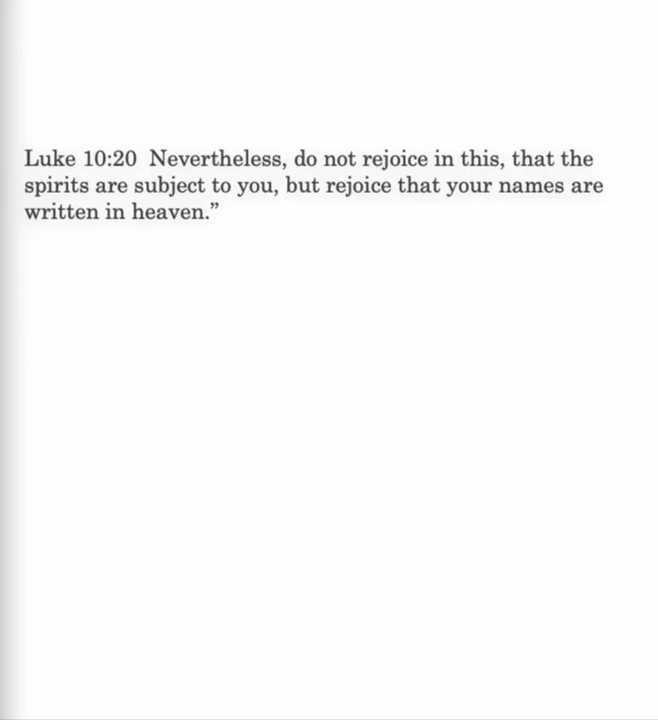 Luke 10:20  Nevertheless, do not rejoice in this, that the
spirits are subject to you, but rejoice that your names are
written in heaven.”